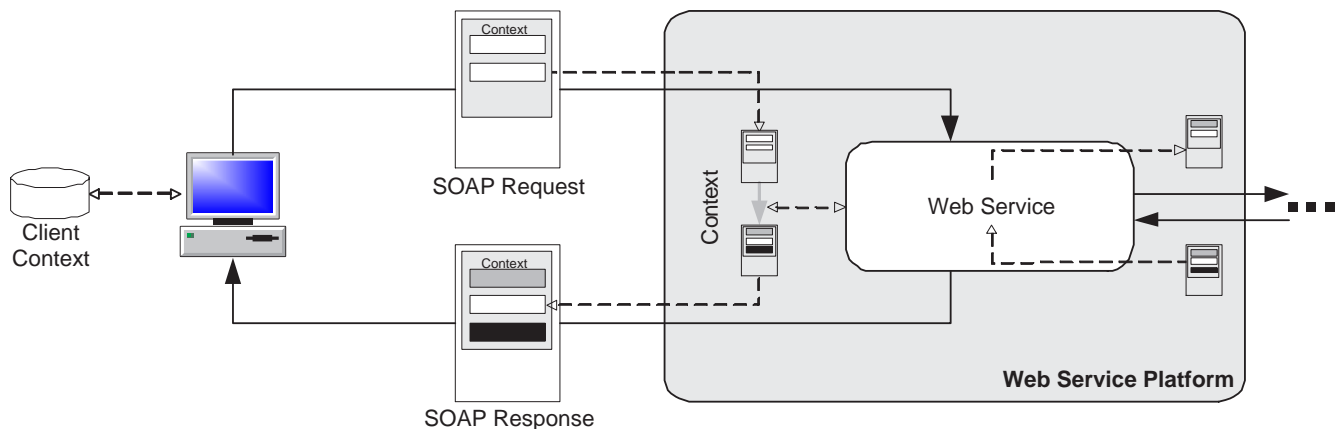 Context
SOAP Request
Client
Context
Context
Web Service
Context
SOAP Response
Web Service Platform